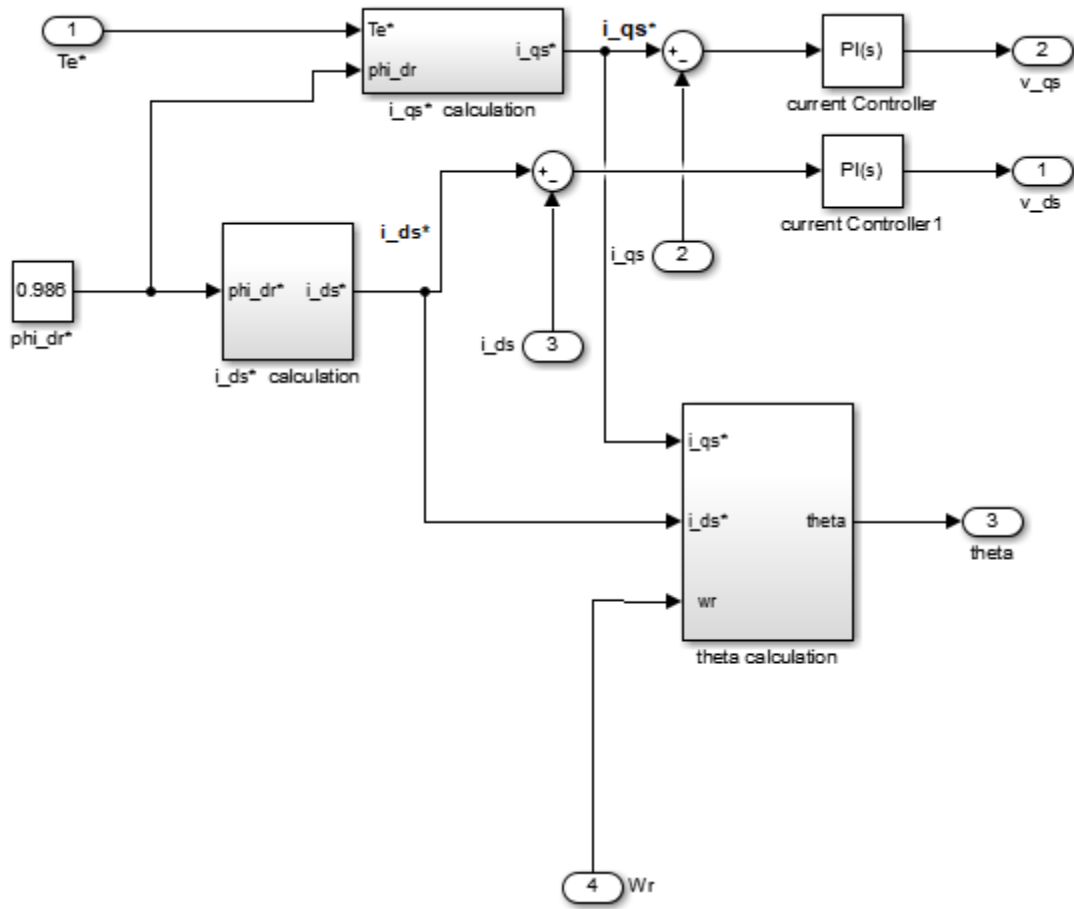 1
Te*
Te*
phi_dr
i_qs*
i_qs* calculation
i_qs*
+
-
PI(s)
current Controller
2
v_qs
+
-
PI(s)
current Controller1
1
v_ds
i_ds*
i_qs
2
0.986
phi_dr*
phi_dr*
i_ds*
i_ds* calculation
i_ds
3
i_qs*
i_ds*
wr
theta
theta calculation
3
theta
4
Wr